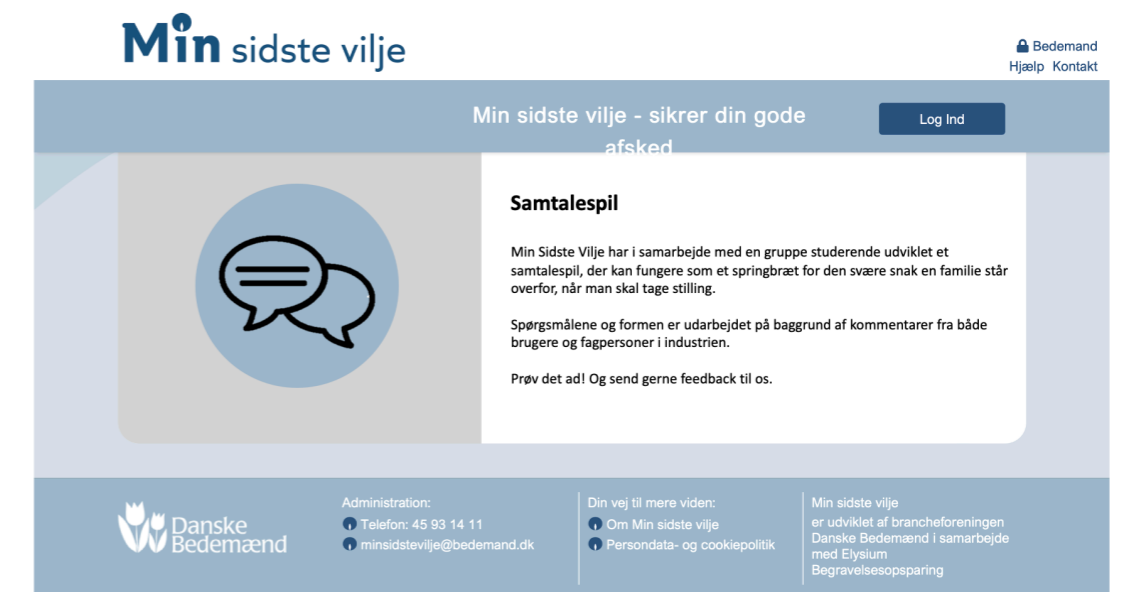 Min sidste vilje
Bedemand
Hjælp Kontakt
Min sidste vilje - sikrer din gode
afsked
Log Ind
Samtalespil
Min Sidste Vilje har i samarbejde med en gruppe studerende udviklet et
samtalespil, der kan fungere som et springbræt for den svære snak en familie står
overfor, når man skal tage stilling.
Spørgsmålene og formen er udarbejdet på baggrund af kommentarer fra både
brugere og fagpersoner i industrien.
Prøv det ad! Og send gerne feedback til os.
Danske
Bedemænd
Administration:
Telefon: 45 93 14 11
minsidstevilje@bedemand.dk
Din vej til mere viden:
Om Min sidste vilje
Persondata- og cookiepolitik
Min sidste vilje
er udviklet af brancheforeningen
Danske Bedemænd i samarbejde
med Elysium
Begravelsesopsparing